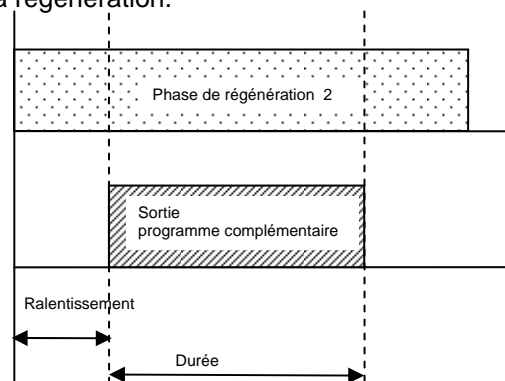 a régénération.
Phase de régénération 2
Sortie
programme complémentaire
Ralentissement
Durée